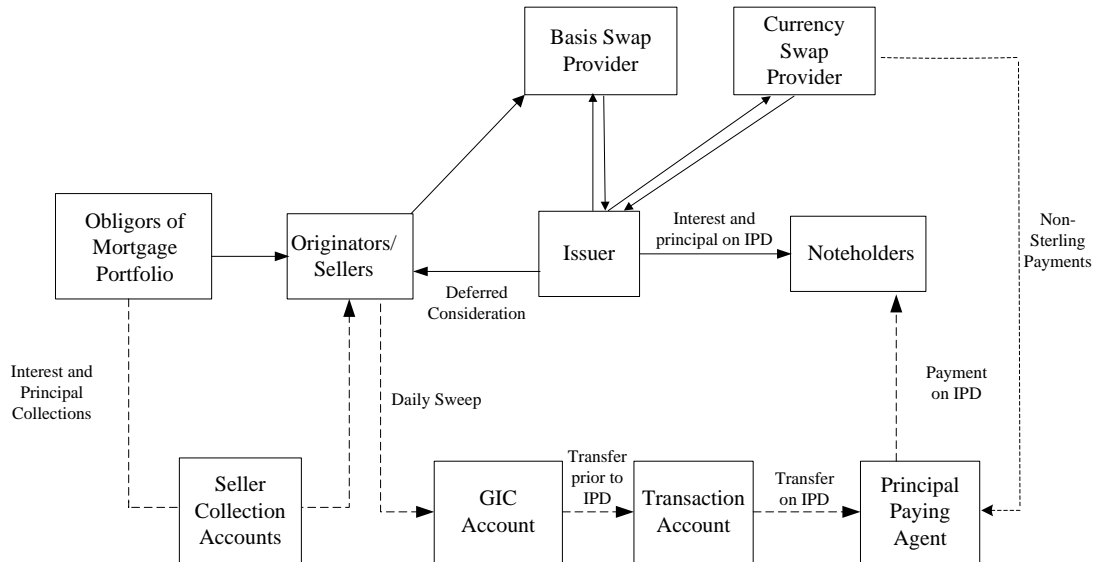 Basis Swap
Provider
Currency
Swap
Provider
Obligors of
Mortgage
Portfolio
Originators/
Sellers
Issuer
Interest and
principal on IPD
Noteholders
Non-
Sterling
Payments
Deferred
Consideration
Interest and
Principal
Collections
Daily Sweep
Payment
on IPD
Seller
Collection
Accounts
GIC
Account
Transfer
prior to
IPD
Transaction
Account
Transfer
on IPD
Principal
Paying
Agent